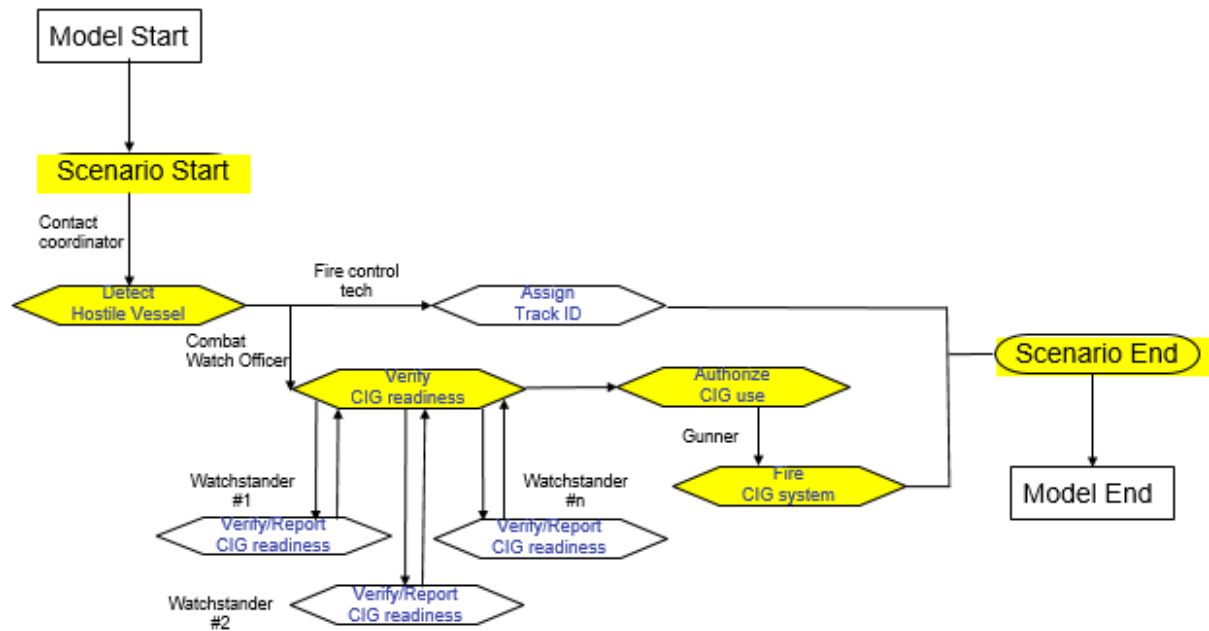 Model Start
Scenario Start
Contact
coordinator
Detect
Hostile Vessel
Fire control
tech
Assign
Track ID
Combat
Watch Officer
Verify
CIG readiness
Authorize
CIG use
Scenario End
Gunner
Fire
CIG system
Model End
Watchstander
#1
Verify/Report
CIG readiness
Watchstander
#n
Verify/Report
CIG readiness
Watchstander
#2
Verify/Report
CIG readiness